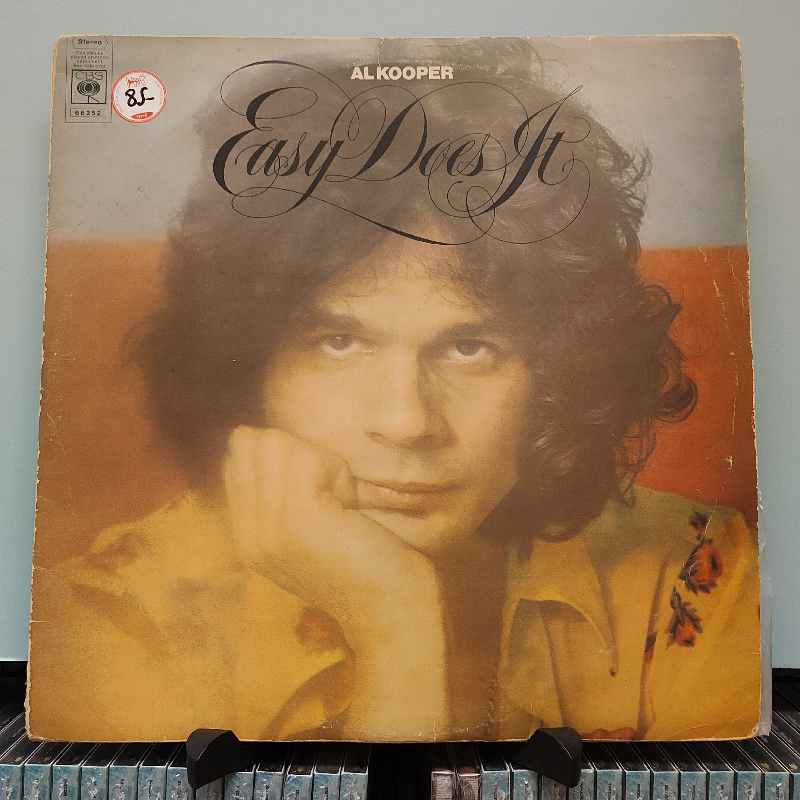 Stereo
CBS
66252
85-
AL KOOPER
Easy Does It